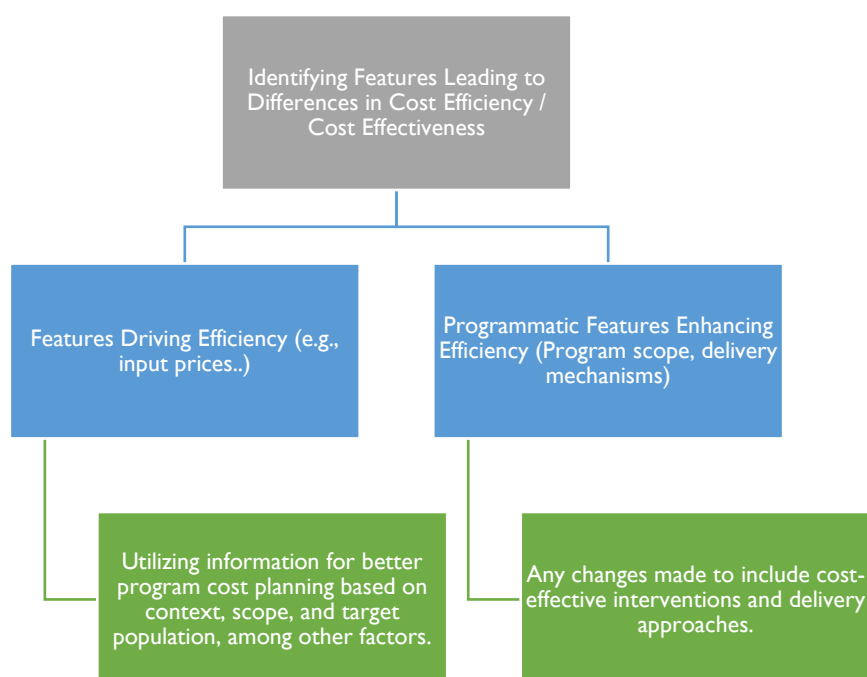 Identifying Features Leading to
Differences in Cost Efficiency /
Cost Effectiveness
Features Driving Efficiency (e.g.,
input prices..)
Programmatic Features Enhancing
Efficiency (Program scope, delivery
mechanisms)
Utilizing information for better
program cost planning based on
context, scope, and target
population, among other factors.
Any changes made to include cost-
effective interventions and delivery
approaches.